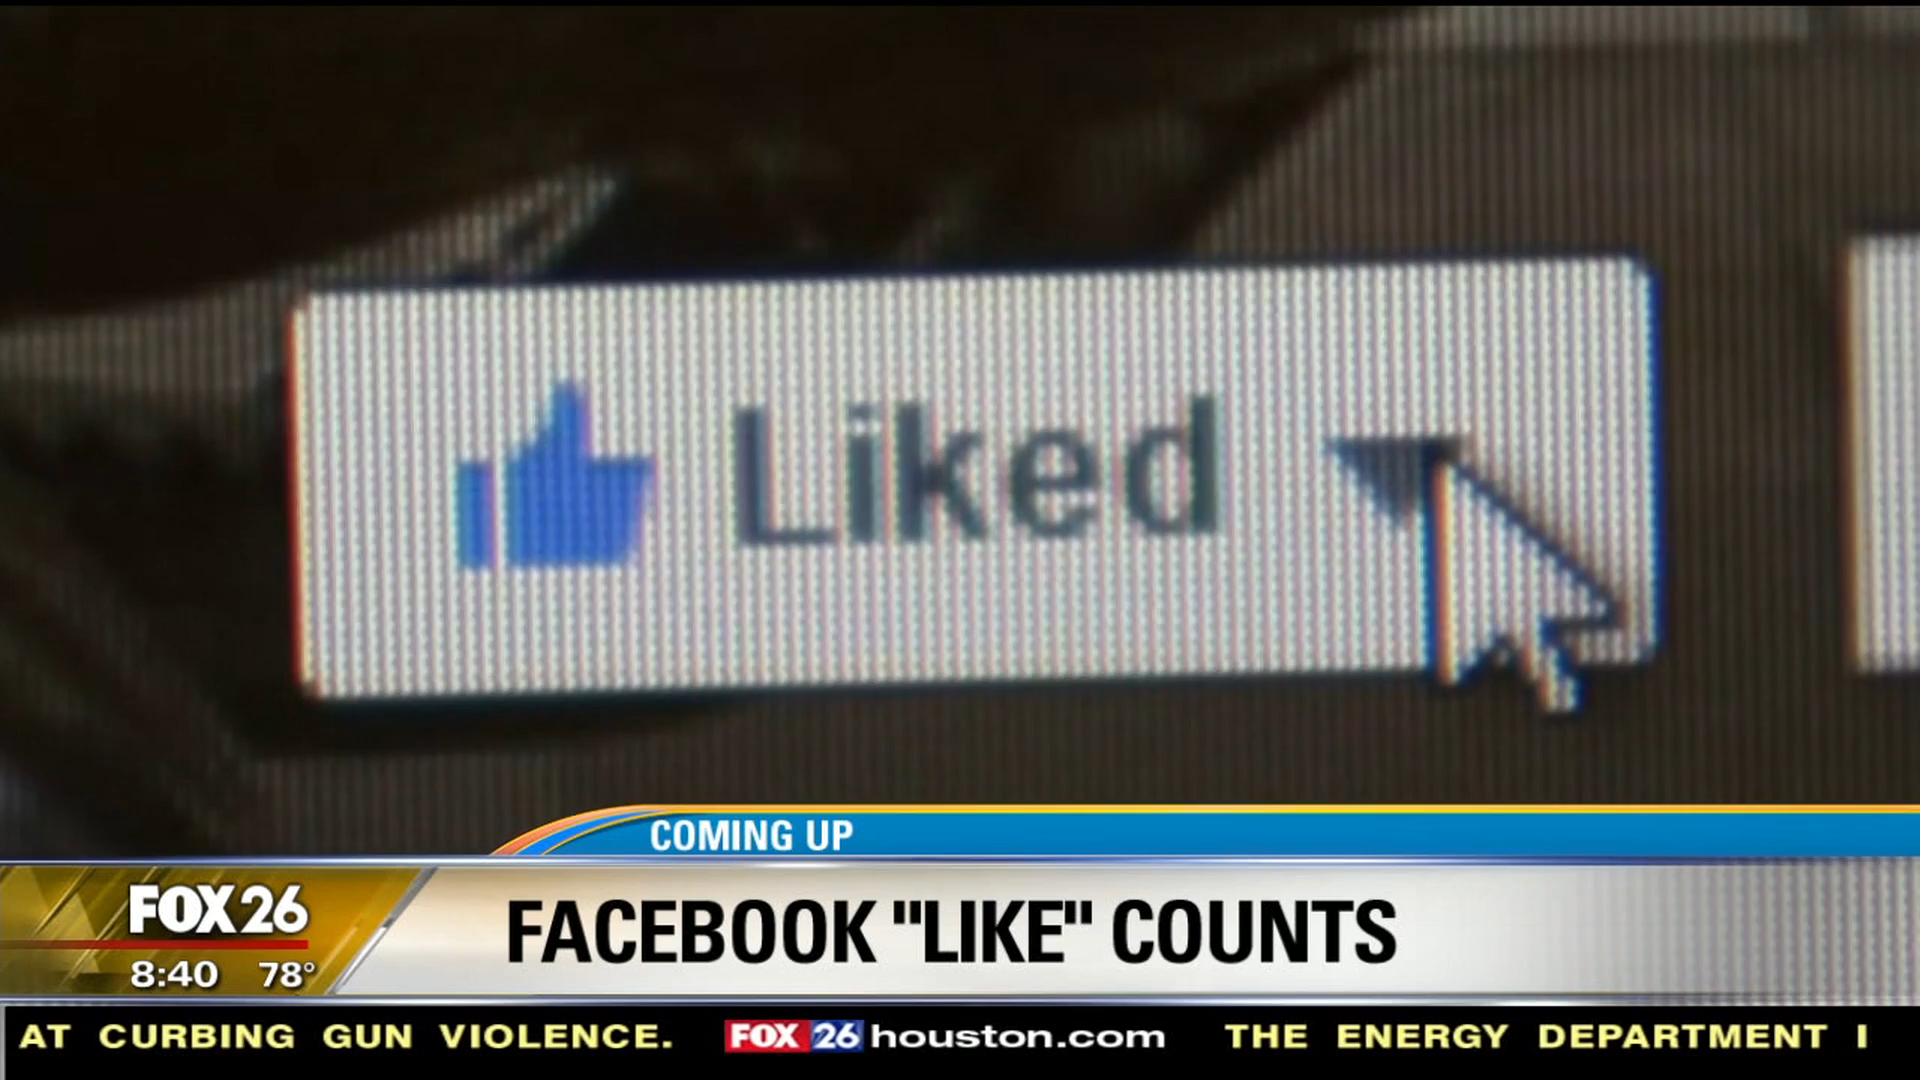 Liked
COMING UP
FOX 26
FACEBOOK "LIKE" COUNTS
8:40 78°
AT CURBING GUN VIOLENCE. FOX 26 houston.com THE ENERGY DEPARTMENT I